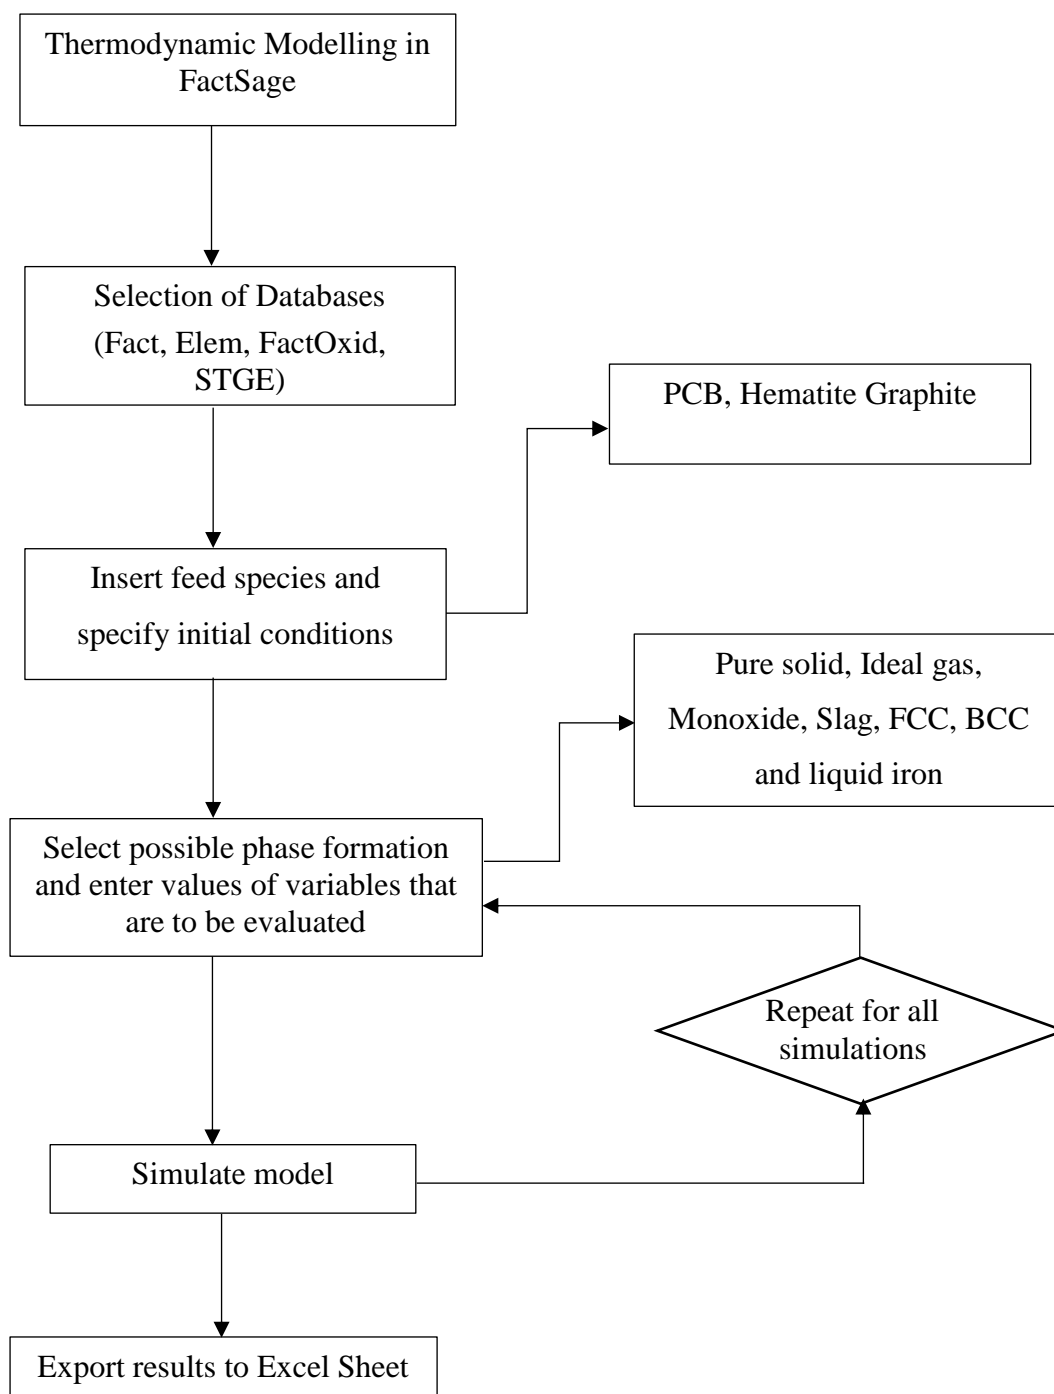 Thermodynamic Modelling in
FactSage
Selection of Databases
(Fact, Elem, FactOxid,
STGE)
PCB, Hematite Graphite
Insert feed species and
specify initial conditions
Pure solid, Ideal gas,
Monoxide, Slag, FCC, BCC
and liquid iron
Select possible phase formation
and enter values of variables that
are to be evaluated
Repeat for all
simulations
Simulate model
Export results to Excel Sheet